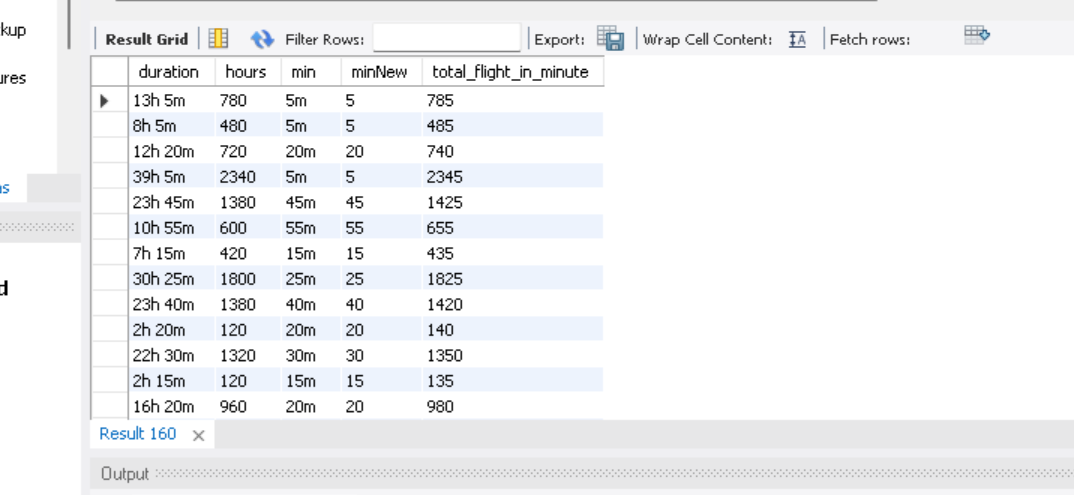 kup
Result Grid Filter Rows: Export: Wrap Cell Content: IA Fetch rows:
ures
duration hours min minNew total_flight_in_minute
13h 5m 780 5m 5 785
8h 5m 480 5m 5 485
12h 20m 720 20m 20 740
39h 5m 2340 5m 5 2345
23h 45m 1380 45m 45 1425
10h 55m 600 55m 55 655
7h 15m 420 15m 15 435
30h 25m 1800 25m 25 1825
23h 40m 1380 40m 40 1420
2h 20m 120 20m 20 140
22h 30m 1320 30m 30 1350
2h 15m 120 15m 15 135
16h 20m 960 20m 20 980
ns
d
Result 160
Output